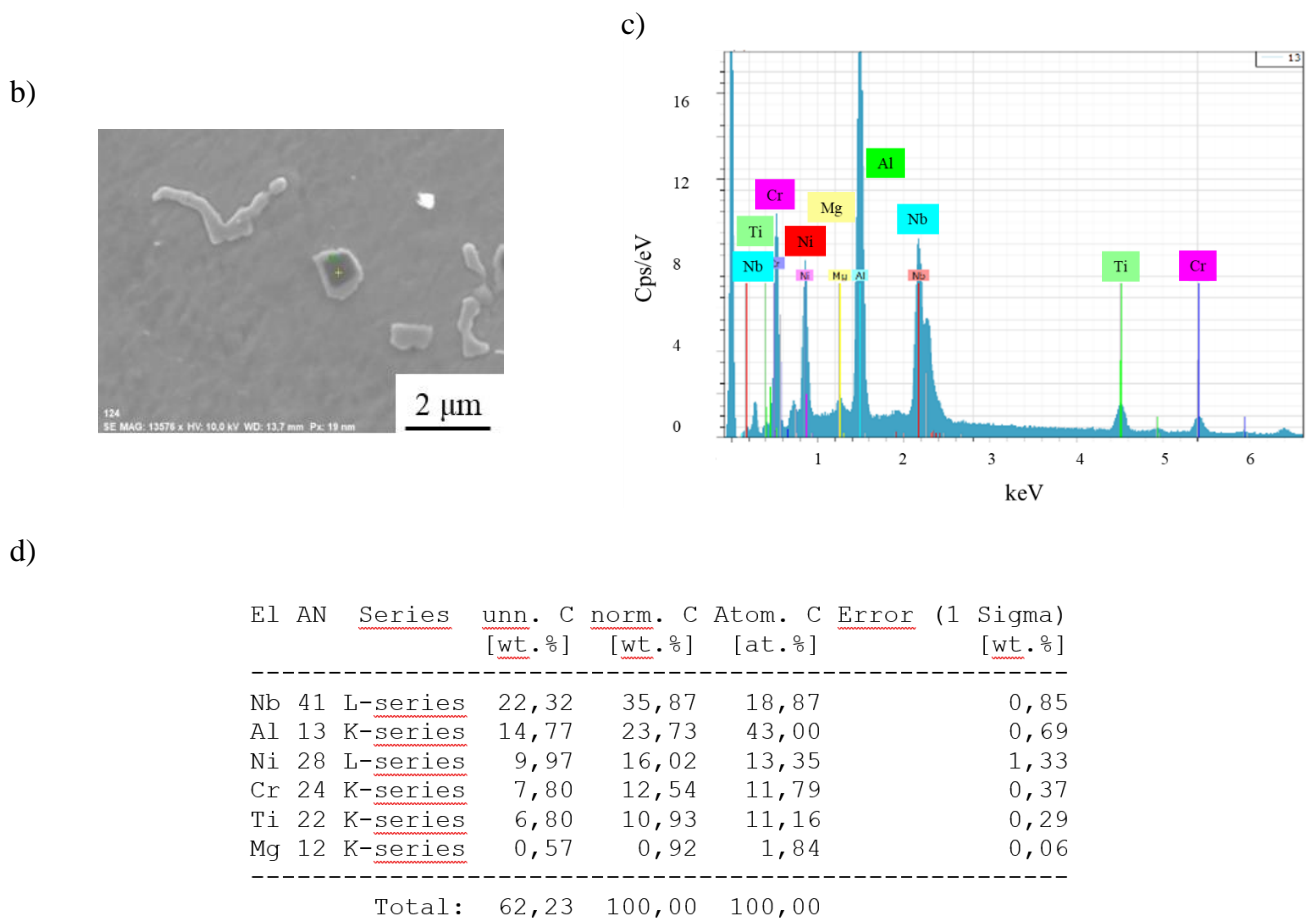 c)
b)
13
16
12
8
4
0
Cps/eV
Al
Cr
Mg
Ti
Ni
Nb
Nb
Ti
Cr
Ni
Mg
Al
Nb
1 2 3 4 5 6
keV
2 µm
124
SE MAG: 13576 x HV: 10,0 kV WD: 13,7 mm Px: 19 nm
d)
El AN Series unn. C norm. C Atom. C Error (1 Sigma)
[wt.%] [wt.%] [at.%] [wt.%]
Nb 41 L-series 22,32 35,87 18,87 0,85
Al 13 K-series 14,77 23,73 43,00 0,69
Ni 28 L-series 9,97 16,02 13,35 1,33
Cr 24 K-series 7,80 12,54 11,79 0,37
Ti 22 K-series 6,80 10,93 11,16 0,29
Mg 12 K-series 0,57 0,92 1,84 0,06
Total: 62,23 100,00 100,00